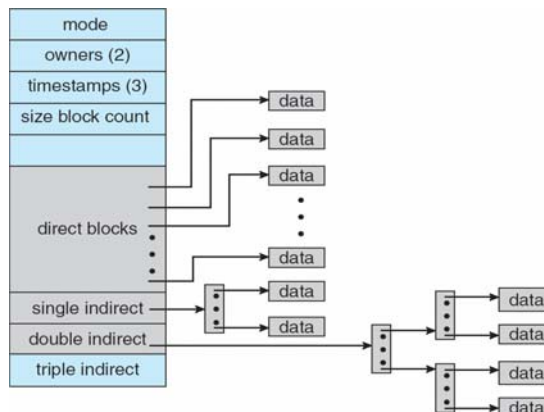 mode
owners (2)
timestamps (3)
size block count
data
data
data
direct blocks
data
data
single indirect
data
data
double indirect
data
data
triple indirect
data